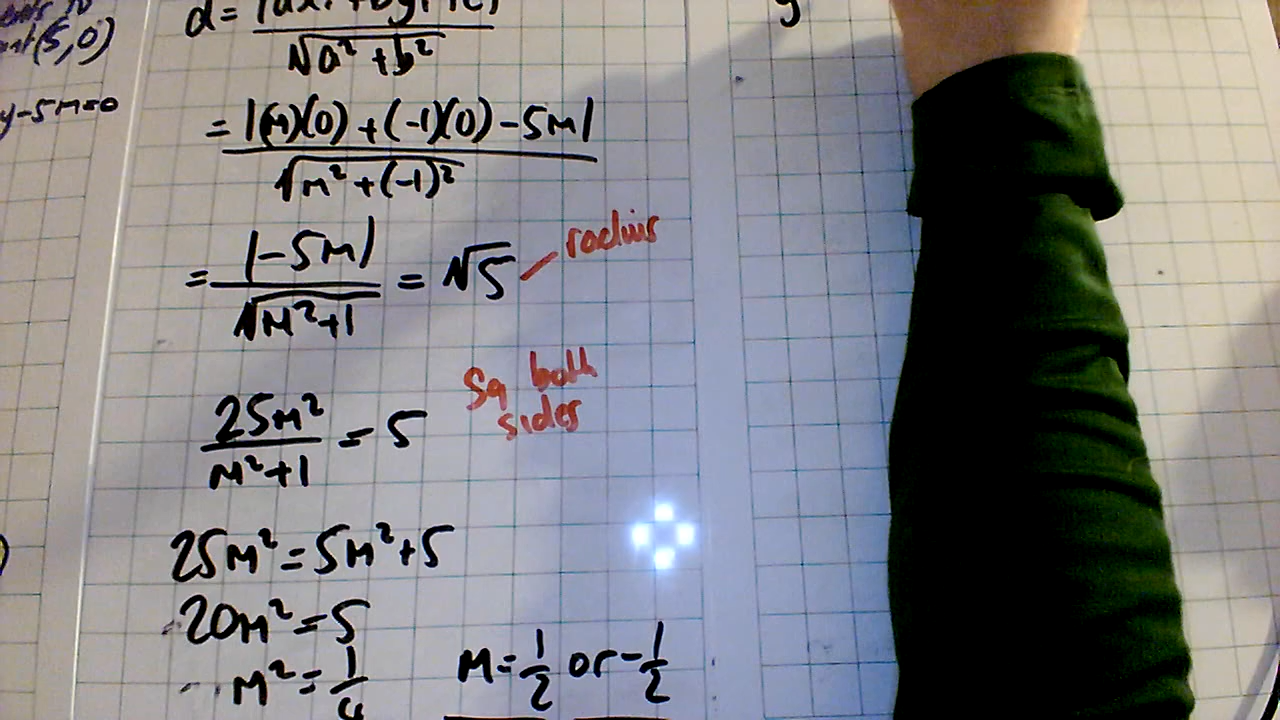 (5,0)
y-5m=0
d=
√a²+b²
= |(m)(0)+(-1)(0)-5m|
√m²+(-1)²
= |-5m| / √m²+1 = √5 radius
Sq both
sides
25m² / m²+1 = 5
25m²=5m²+5
20m²=5
m²=1/4 m=1/2 or -1/2
y